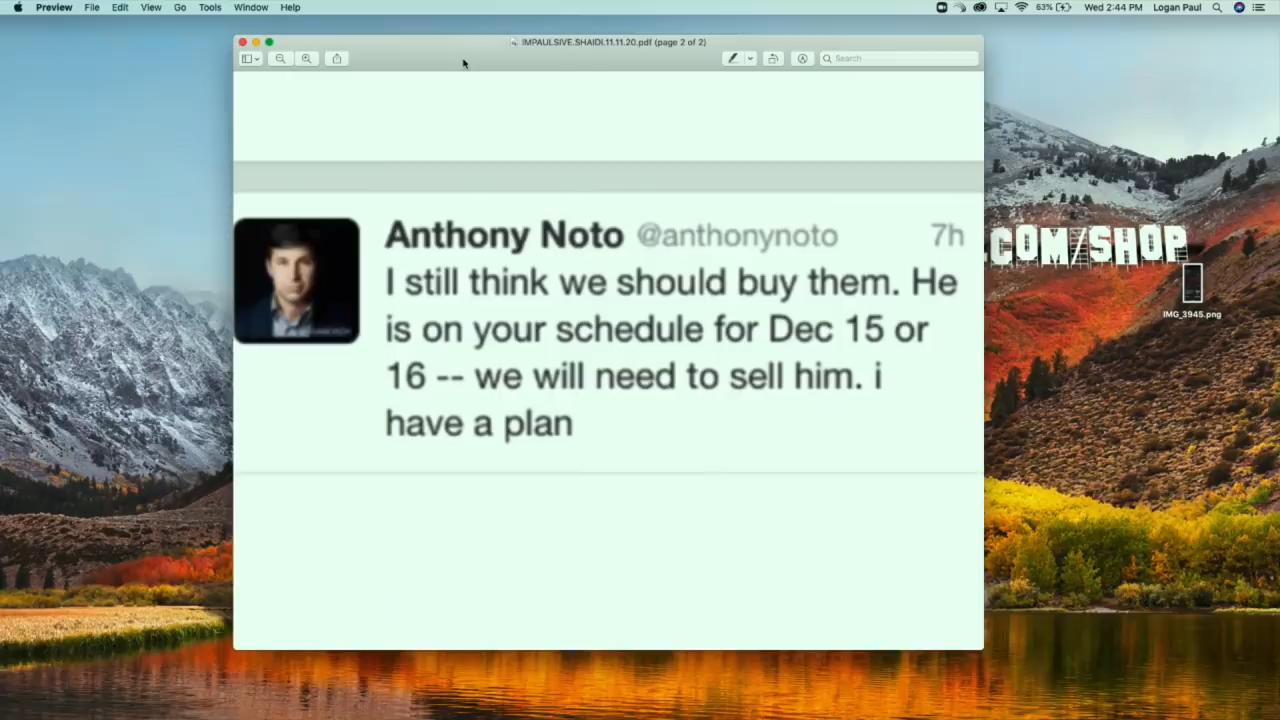 Preview File Edit View Go Tools Window Help 63% Wed 2:44 PM Logan Paul
IMPAULSIVE.SHAIDI.11.11.20.pdf (page 2 of 2)
Search
Anthony Noto @anthonynoto 7h
I still think we should buy them. He
is on your schedule for Dec 15 or
16 -- we will need to sell him. i
have a plan
.COM/SHOP
IMG_3945.png